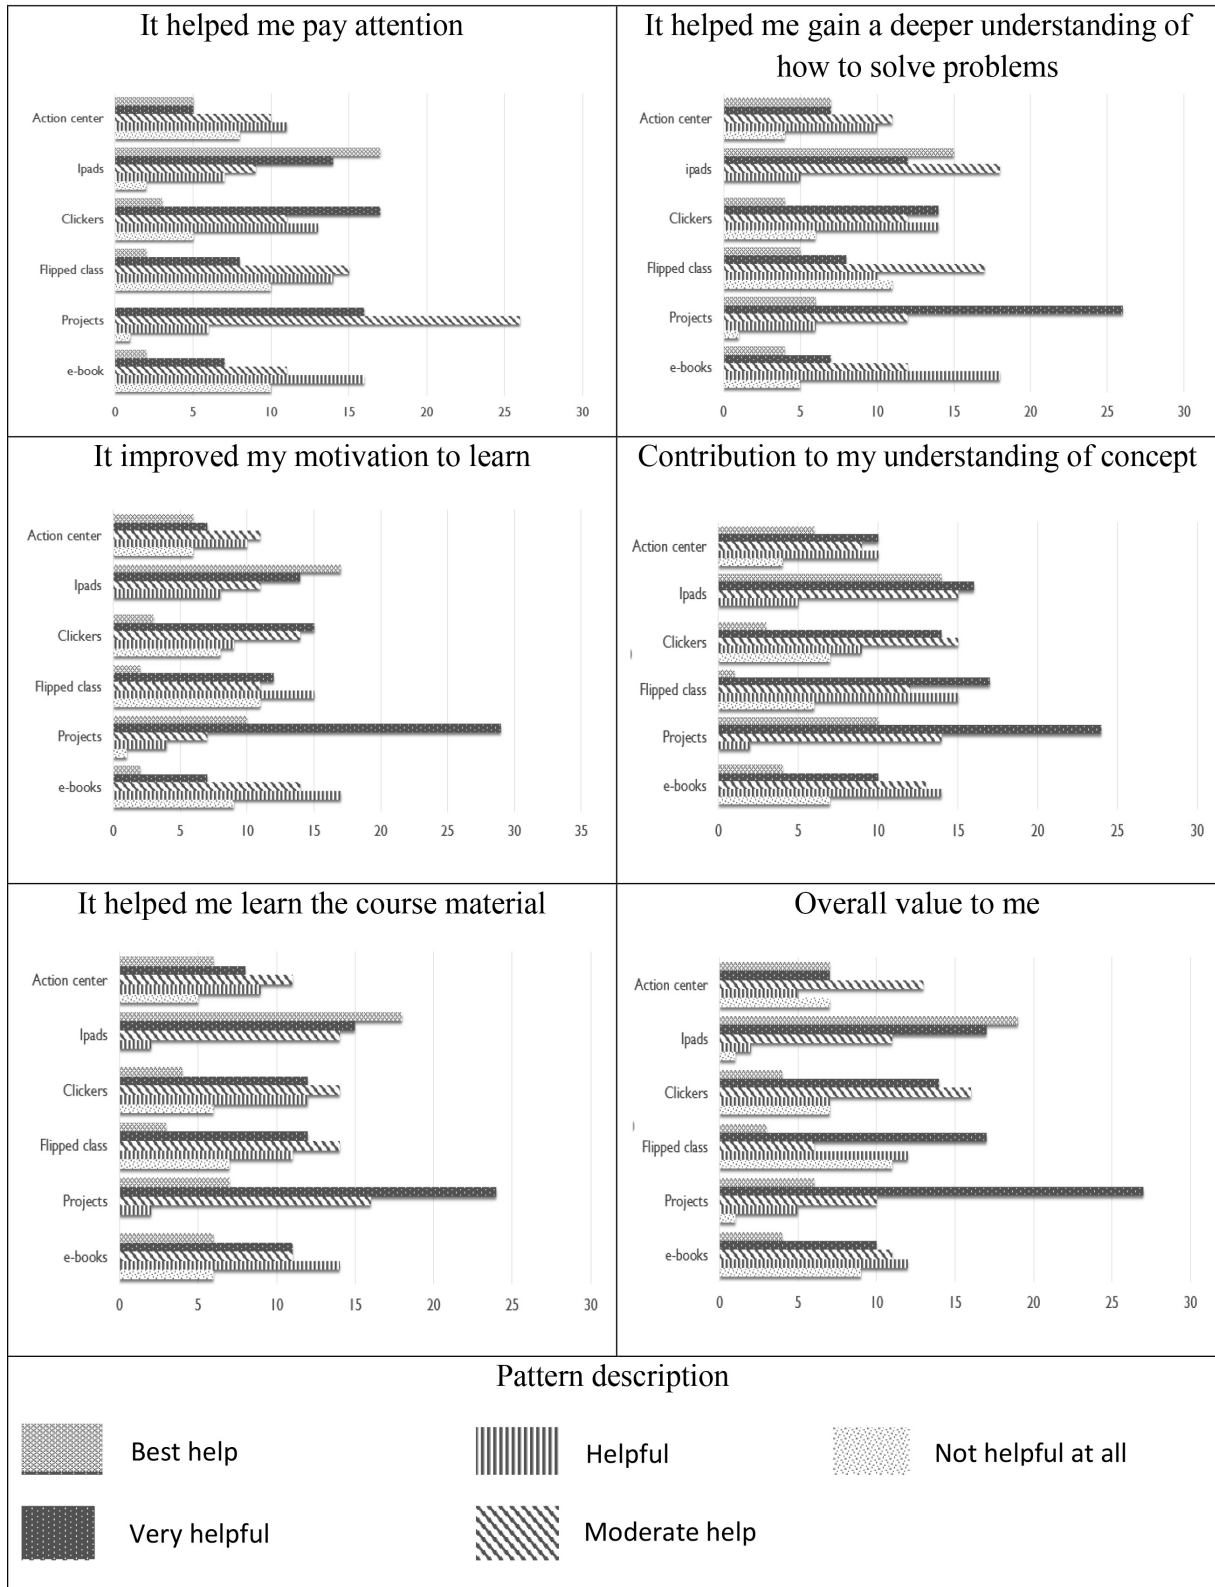 It helped me pay attention
Action center
Ipads
Clickers
Flipped class
Projects
e-book
0 5 10 15 20 25 30
It helped me gain a deeper understanding of
how to solve problems
Action center
ipads
Clickers
Flipped class
Projects
e-books
0 5 10 15 20 25 30
It improved my motivation to learn
Action center
Ipads
Clickers
Flipped class
Projects
e-books
0 5 10 15 20 25 30 35
Contribution to my understanding of concept
Action center
Ipads
Clickers
Flipped class
Projects
e-books
0 5 10 15 20 25 30
It helped me learn the course material
Action center
Ipads
Clickers
Flipped class
Projects
e-books
0 5 10 15 20 25 30
Overall value to me
Action center
Ipads
Clickers
Flipped class
Projects
e-books
0 5 10 15 20 25 30
Pattern description
Best help
Helpful
Not helpful at all
Very helpful
Moderate help